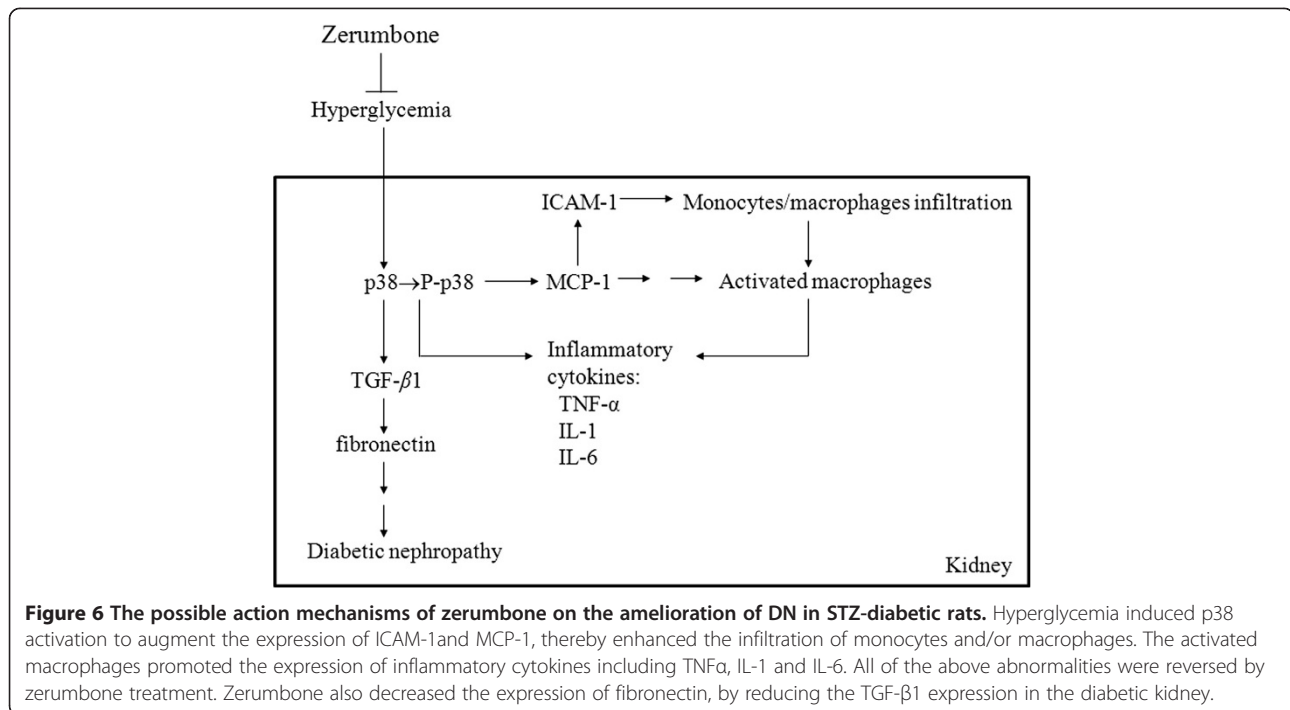 Zerumbone
Hyperglycemia
ICAM-1 → Monocytes/macrophages infiltration
p38→P-p38 → MCP-1 → → Activated macrophages
Inflammatory
cytokines:
TNF-α
IL-1
IL-6
TGF-β1
fibronectin
Diabetic nephropathy
Kidney
Figure 6 The possible action mechanisms of zerumbone on the amelioration of DN in STZ-diabetic rats. Hyperglycemia induced p38
activation to augment the expression of ICAM-1and MCP-1, thereby enhanced the infiltration of monocytes and/or macrophages. The activated
macrophages promoted the expression of inflammatory cytokines including TNFα, IL-1 and IL-6. All of the above abnormalities were reversed by
zerumbone treatment. Zerumbone also decreased the expression of fibronectin, by reducing the TGF-β1 expression in the diabetic kidney.